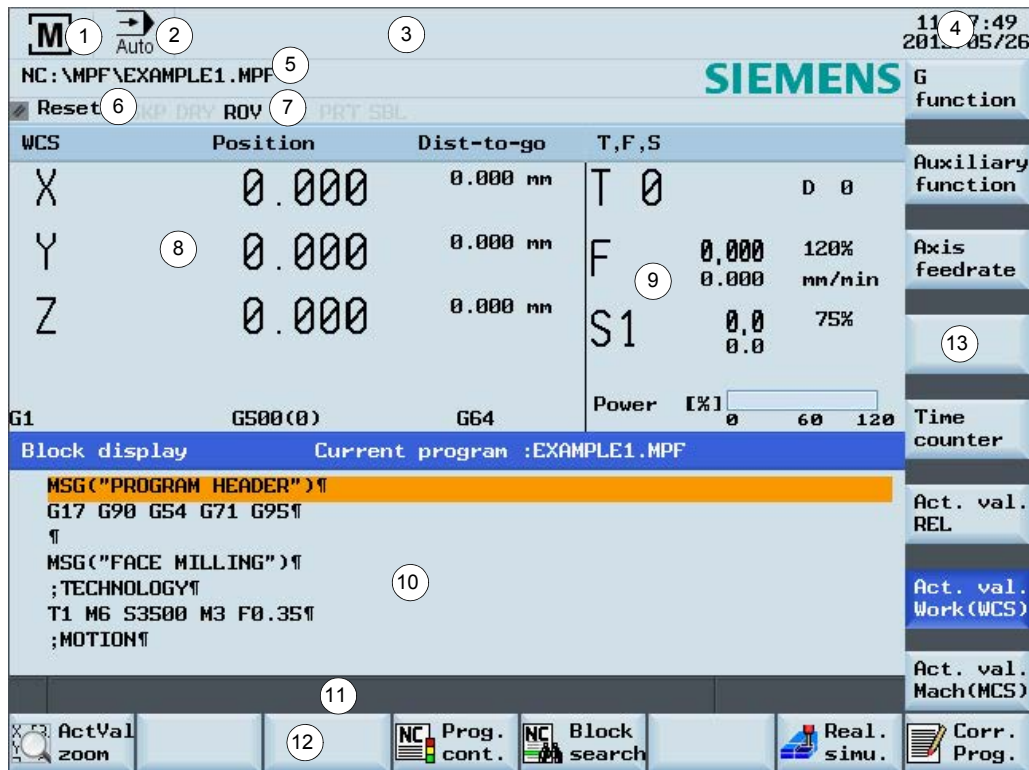 M 1 Auto 2 3 4 7:49
NC:\MPF\EXAMPLE1.MPF 5 SIEMENS
Reset 6 DRY ROV 7 PRT SBL
WCS Position Dist-to-go T,F,S
X 0.000 0.000 mm T 0 D 0
Y 8 0.000 0.000 mm F 9 0.000 120%
0.000 mm/min
Z 0.000 0.000 mm S1 0.0 75%
0.0
Power [%] 0 60 120
G1 G500(0) G64
Block display Current program :EXAMPLE1.MPF
MSG("PROGRAM HEADER")¶
G17 G90 G54 G71 G95¶
¶
MSG("FACE MILLING")¶
;TECHNOLOGY¶
T1 M6 S3500 M3 F0.35¶
;MOTION¶
10
11
G
function
Auxiliary
function
Axis
feedrate
13
Time
counter
Act. val.
REL
Act. val.
Work(WCS)
Act. val.
Mach(MCS)
ActVal
zoom
12
NC Prog.
cont.
NC Block
search
Real.
simu.
Corr.
Prog.